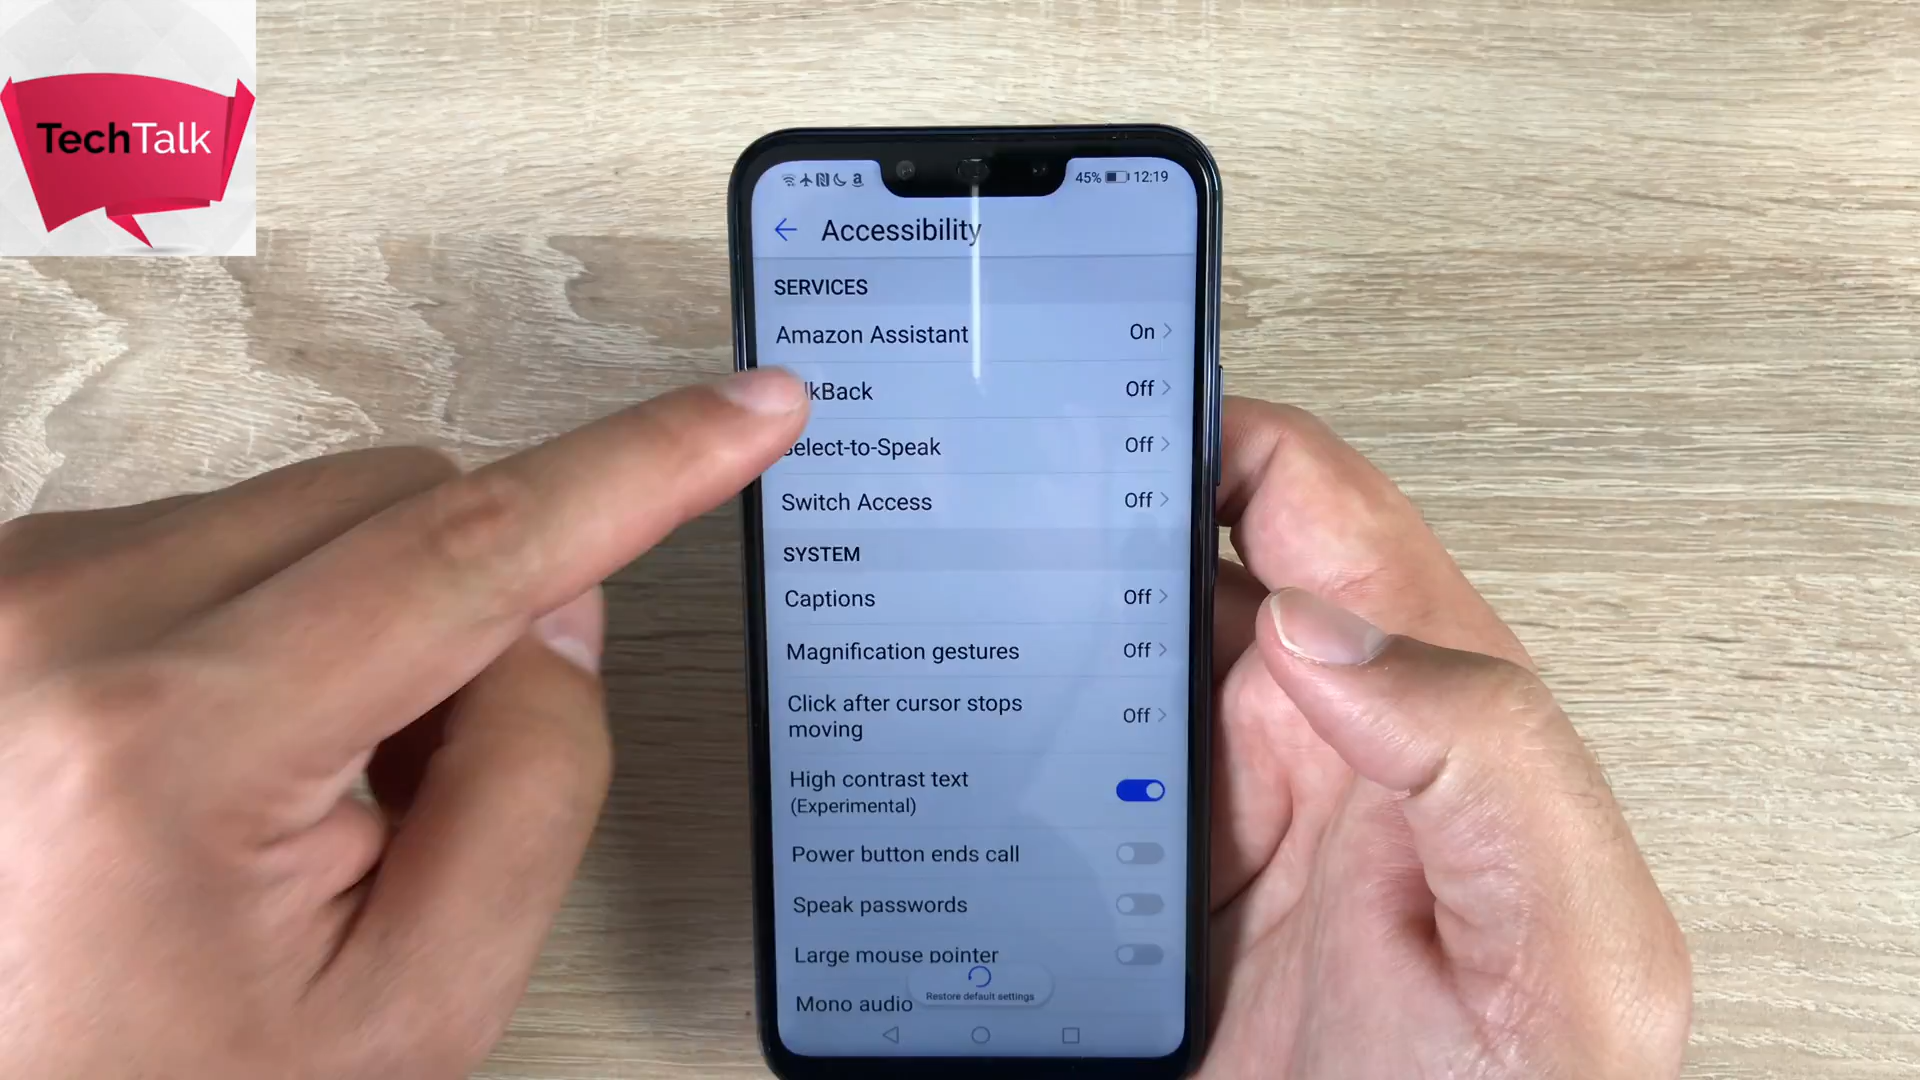 TechTalk
45% 12:19
Accessibility
SERVICES
Amazon Assistant On
lkBack Off
Select-to-Speak Off
Switch Access Off
SYSTEM
Captions Off
Magnification gestures Off
Click after cursor stops
moving Off
High contrast text
(Experimental)
Power button ends call
Speak passwords
Large mouse pointer
Restore default settings
Mono audio